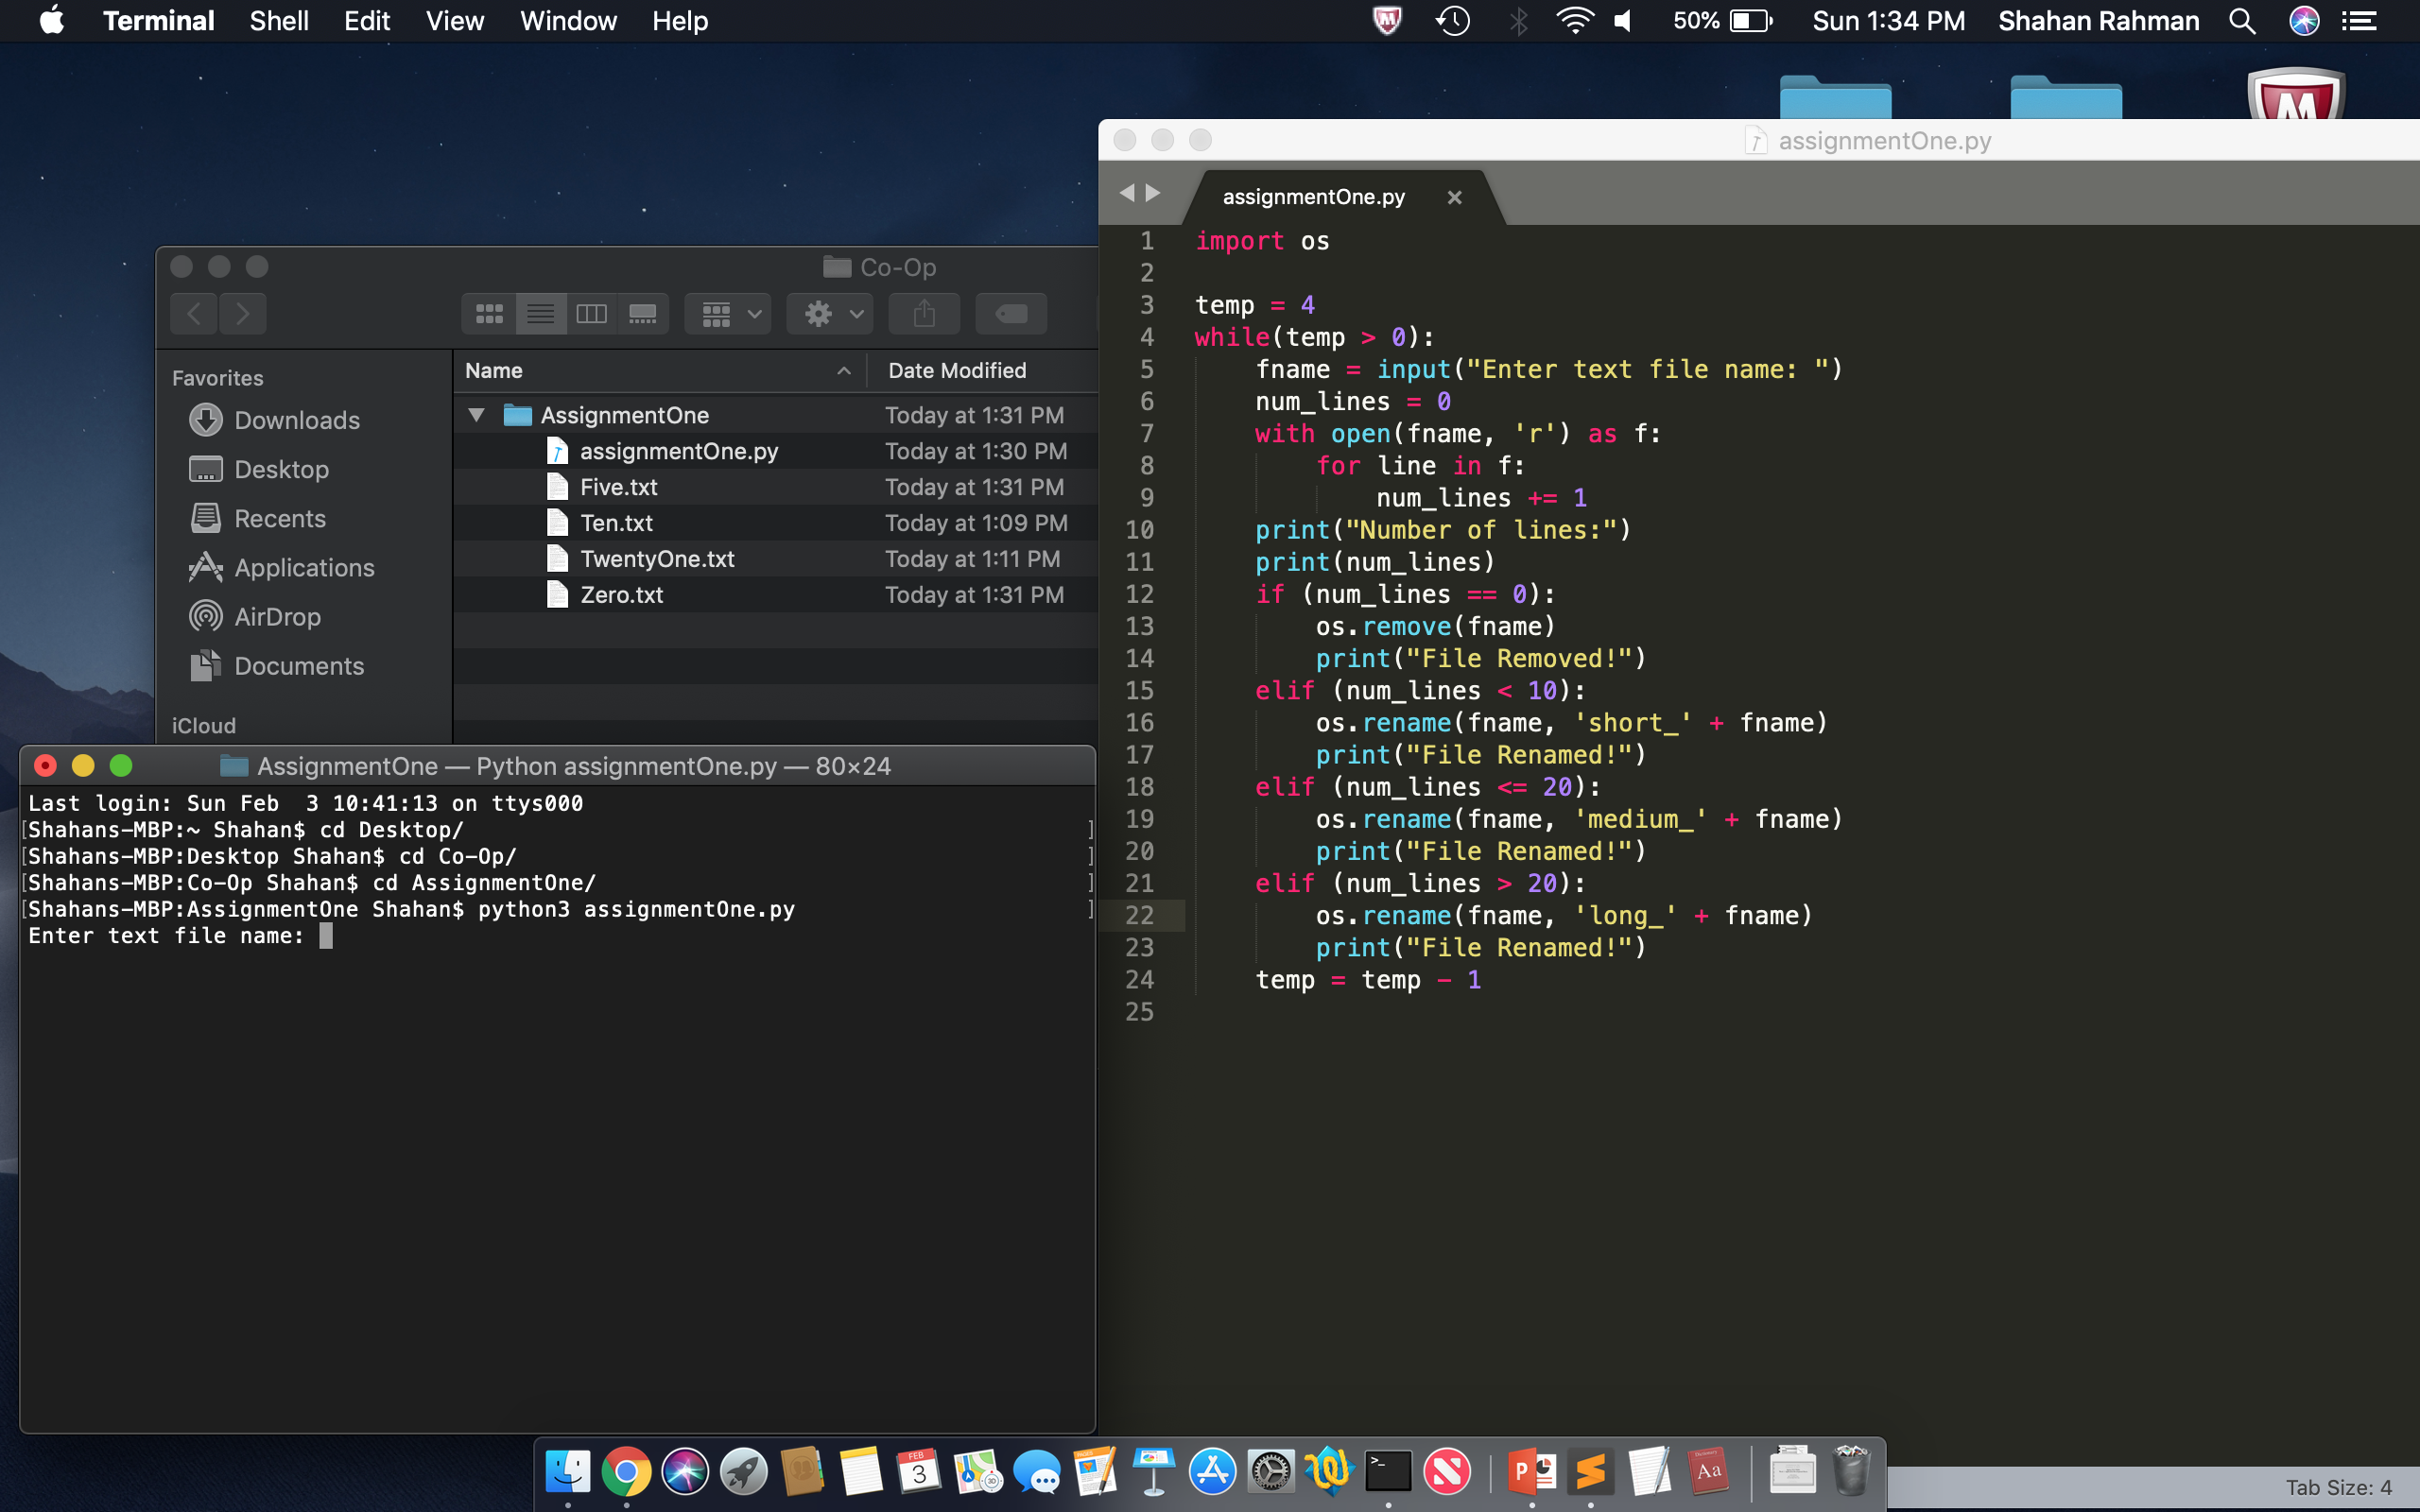 Terminal Shell Edit View Window Help 50% Sun 1:34 PM Shahan Rahman
Co-Op
Favorites
Downloads
Desktop
Recents
Applications
AirDrop
Documents
iCloud
Name Date Modified
AssignmentOne Today at 1:31 PM
assignmentOne.py Today at 1:30 PM
Five.txt Today at 1:31 PM
Ten.txt Today at 1:09 PM
TwentyOne.txt Today at 1:11 PM
Zero.txt Today at 1:31 PM
AssignmentOne — Python assignmentOne.py — 80×24
Last login: Sun Feb  3 10:41:13 on ttys000
[Shahans-MBP:~ Shahan$ cd Desktop/ ]
[Shahans-MBP:Desktop Shahan$ cd Co-Op/ ]
[Shahans-MBP:Co-Op Shahan$ cd AssignmentOne/ ]
[Shahans-MBP:AssignmentOne Shahan$ python3 assignmentOne.py ]
Enter text file name:
assignmentOne.py
assignmentOne.py ×
1 import os
2
3 temp = 4
4 while(temp > 0):
5     fname = input("Enter text file name: ")
6     num_lines = 0
7     with open(fname, 'r') as f:
8         for line in f:
9             num_lines += 1
10     print("Number of lines:")
11     print(num_lines)
12     if (num_lines == 0):
13         os.remove(fname)
14         print("File Removed!")
15     elif (num_lines < 10):
16         os.rename(fname, 'short_' + fname)
17         print("File Renamed!")
18     elif (num_lines <= 20):
19         os.rename(fname, 'medium_' + fname)
20         print("File Renamed!")
21     elif (num_lines > 20):
22         os.rename(fname, 'long_' + fname)
23         print("File Renamed!")
24     temp = temp - 1
25
FEB
3
Aa
Tab Size: 4